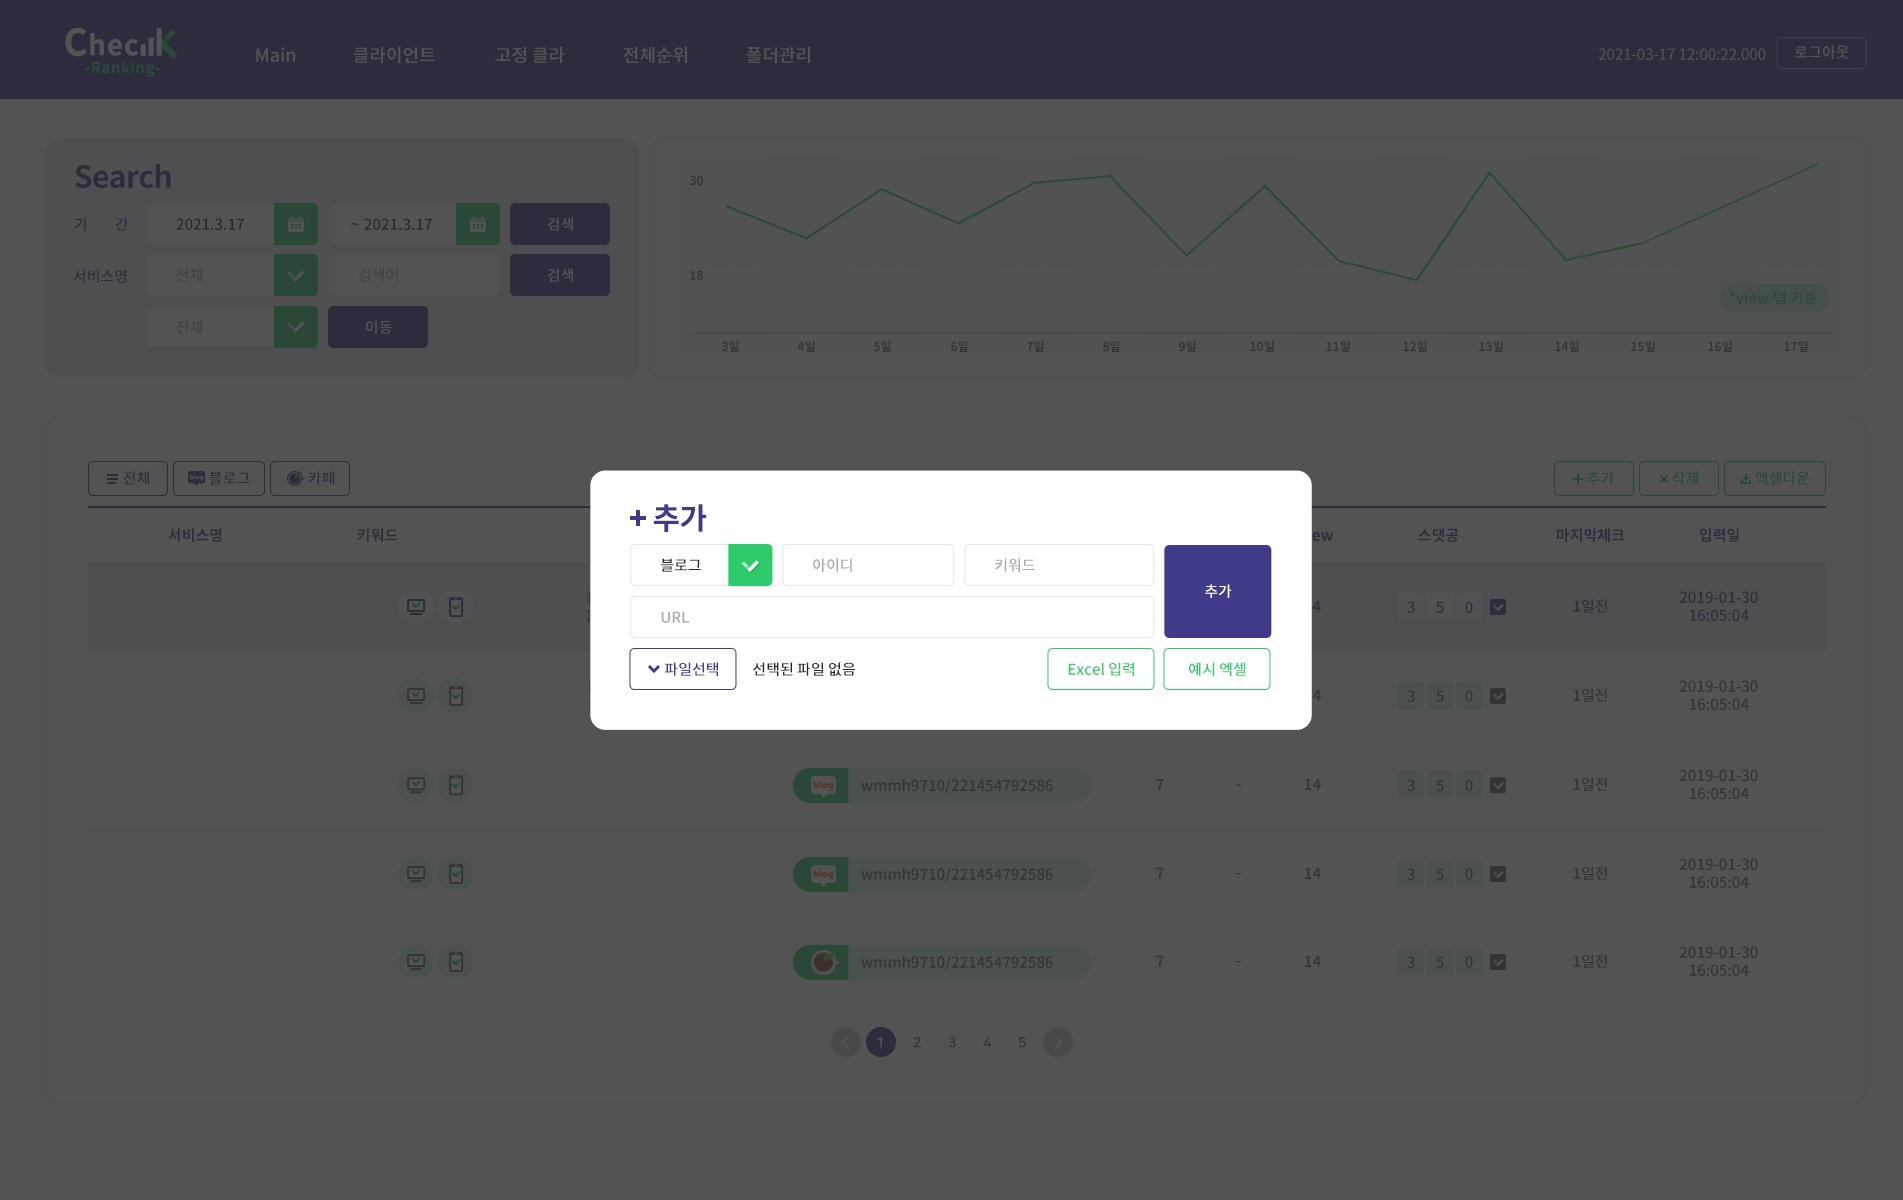 Check
-Ranking-
Main 클라이언트 고정 클라 전체순위 폴더관리
2021-03-17 12:00:22.000 로그아웃
Search
기 간 2021.3.17 ~ 2021.3.17 검색
서비스명 전체 검색어 검색
전체 이동
30
18
*view 탭 기준
3일 4일 5일 6일 7일 8일 9일 10일 11일 12일 13일 14일 15일 16일 17일
전체 blog 블로그 카페
+ 추가 × 삭제 엑셀다운
서비스명 키워드 스댓공 마지막체크 입력일
+ 추가
블로그 아이디 키워드 추가
URL
파일선택 선택된 파일 없음 Excel 입력 예시 엑셀
3 5 0 1일전 2019-01-30
16:05:04
3 5 0 1일전 2019-01-30
16:05:04
blog wmmh9710/221454792586 7 - 14 3 5 0 1일전 2019-01-30
16:05:04
blog wmmh9710/221454792586 7 - 14 3 5 0 1일전 2019-01-30
16:05:04
wmmh9710/221454792586 7 - 14 3 5 0 1일전 2019-01-30
16:05:04
< 1 2 3 4 5 >